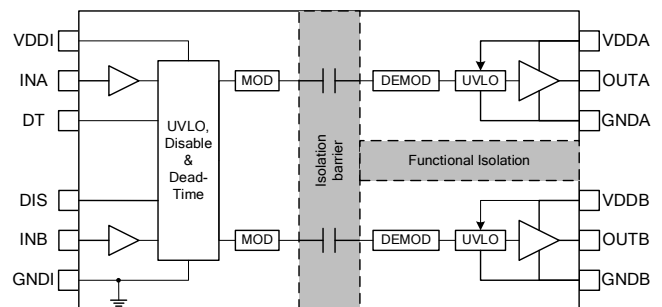 VDDI
INA
DT
DIS
INB
GNDI
UVLO,
Disable
&
Dead-
Time
MOD
MOD
Isolation
barrier
DEMOD
UVLO
Functional Isolation
DEMOD
UVLO
VDDA
OUTA
GNDA
VDDB
OUTB
GNDB